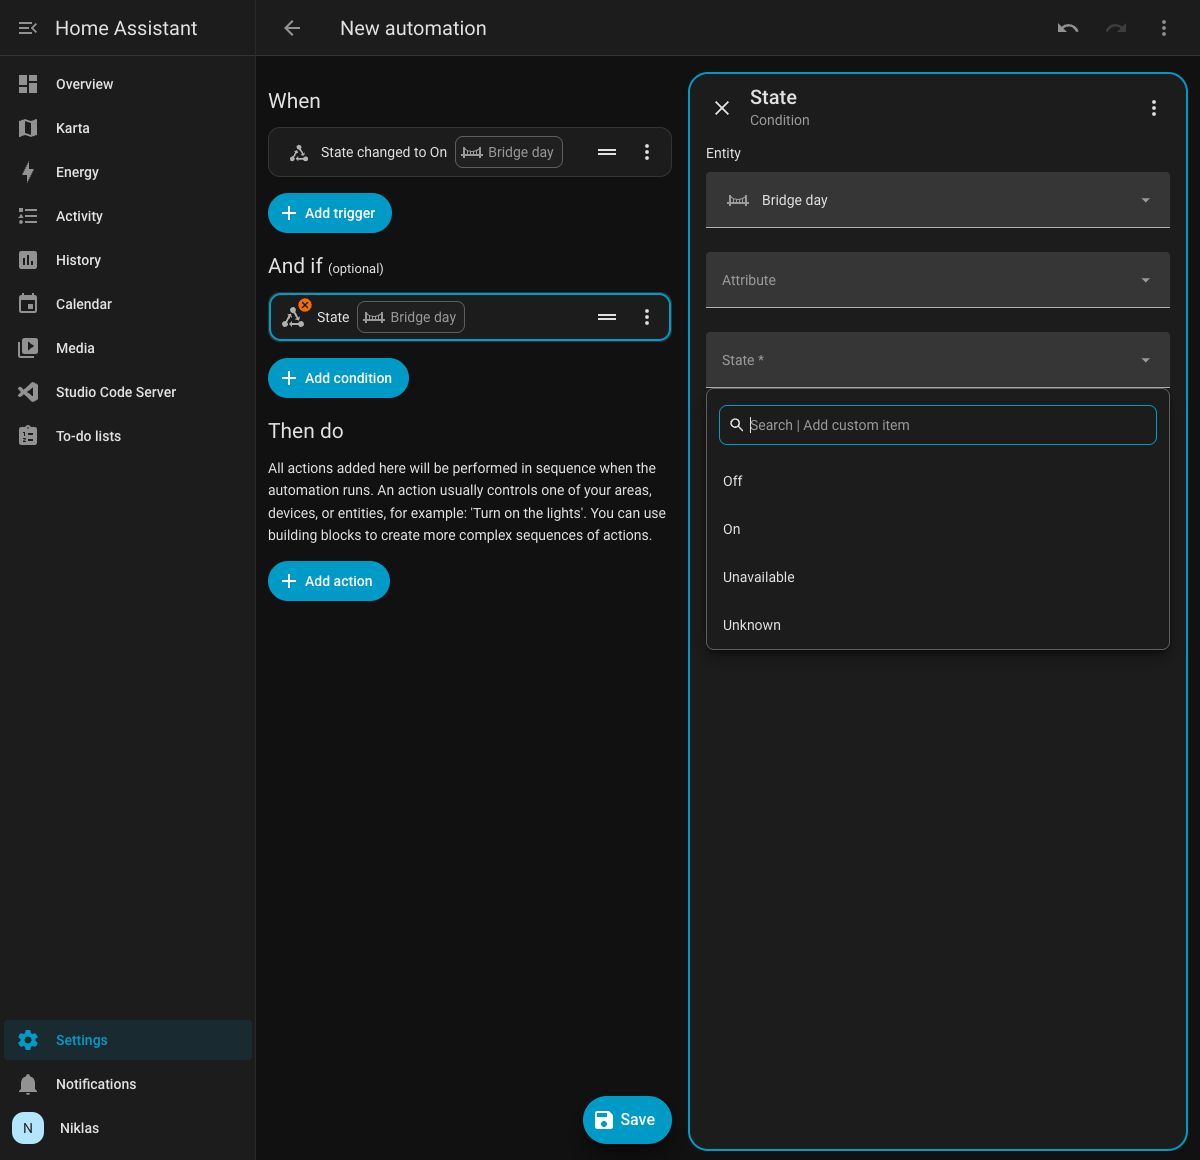 Home Assistant
New automation
Overview
Karta
Energy
Activity
History
Calendar
Media
Studio Code Server
To-do lists
Settings
Notifications
N
Niklas
When
State changed to On Bridge day
Add trigger
And if (optional)
State Bridge day
Add condition
Then do
All actions added here will be performed in sequence when the
automation runs. An action usually controls one of your areas,
devices, or entities, for example: 'Turn on the lights'. You can use
building blocks to create more complex sequences of actions.
Add action
Save
State
Condition
Entity
Bridge day
Attribute
State *
Search | Add custom item
Off
On
Unavailable
Unknown